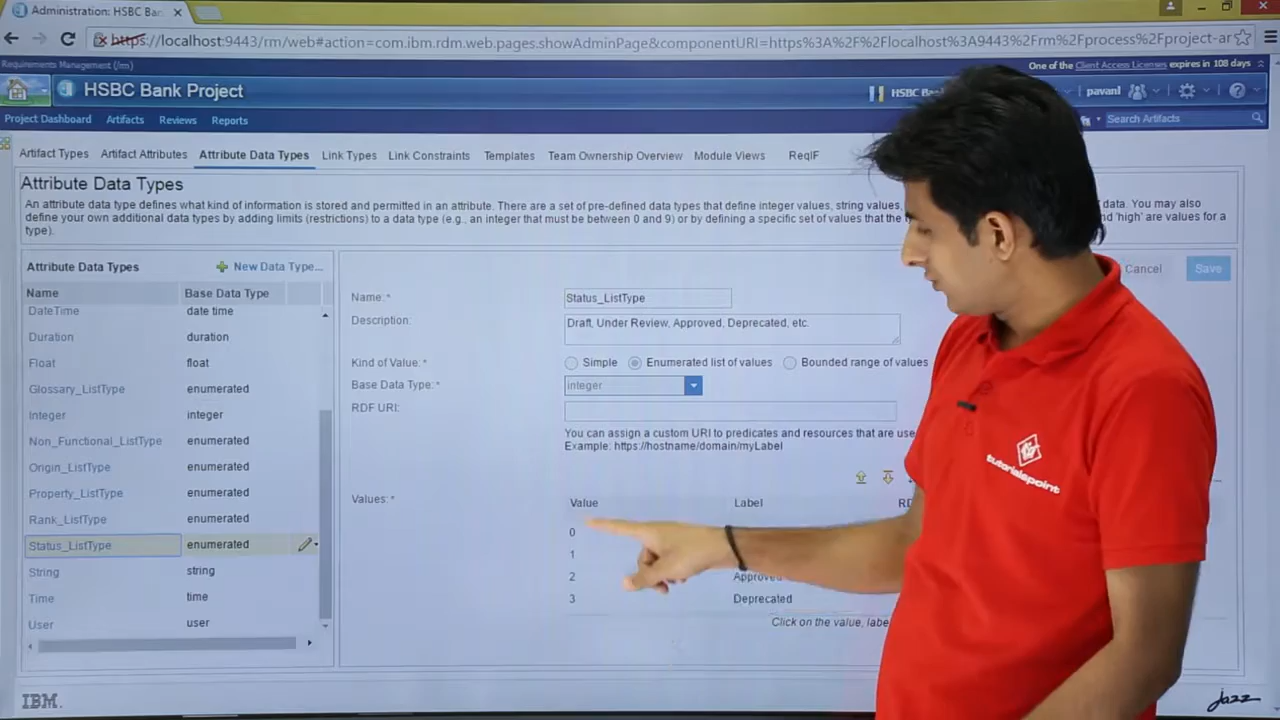 Administration: HSBC Ban
https://localhost:9443/rm/web#action=com.ibm.rdm.web.pages.showAdminPage&componentURI=https%3A%2F%2Flocalhost%3A9443%2Frm%2Fprocess%2Fproject-ar
Requirements Management (/rm)
One of the Client Access Licenses expires in 108 days
HSBC Bank Project
HSBC Ba
pavanl
Project Dashboard Artifacts Reviews Reports
Search Artifacts
Artifact Types Artifact Attributes Attribute Data Types Link Types Link Constraints Templates Team Ownership Overview Module Views ReqIF
Attribute Data Types
An attribute data type defines what kind of information is stored and permitted in an attribute. There are a set of pre-defined data types that define integer values, string values, data. You may also
define your own additional data types by adding limits (restrictions) to a data type (e.g., an integer that must be between 0 and 9) or by defining a specific set of values that the ty nd 'high' are values for a
type).
Attribute Data Types New Data Type...
Name Base Data Type
DateTime date time
Duration duration
Float float
Glossary_ListType enumerated
Integer integer
Non_Functional_ListType enumerated
Origin_ListType enumerated
Property_ListType enumerated
Rank_ListType enumerated
Status_ListType enumerated
String string
Time time
User user
Cancel Save
Name:* Status_ListType
Description: Draft, Under Review, Approved, Deprecated, etc.
Kind of Value:* Simple Enumerated list of values Bounded range of values
Base Data Type:* integer
RDF URI:
You can assign a custom URI to predicates and resources that are use
Example: https://hostname/domain/myLabel
Values:*
Value Label RD
0
1
2 Approved
3 Deprecated
Click on the value, labe
tutorialspoint
IBM.
jazz